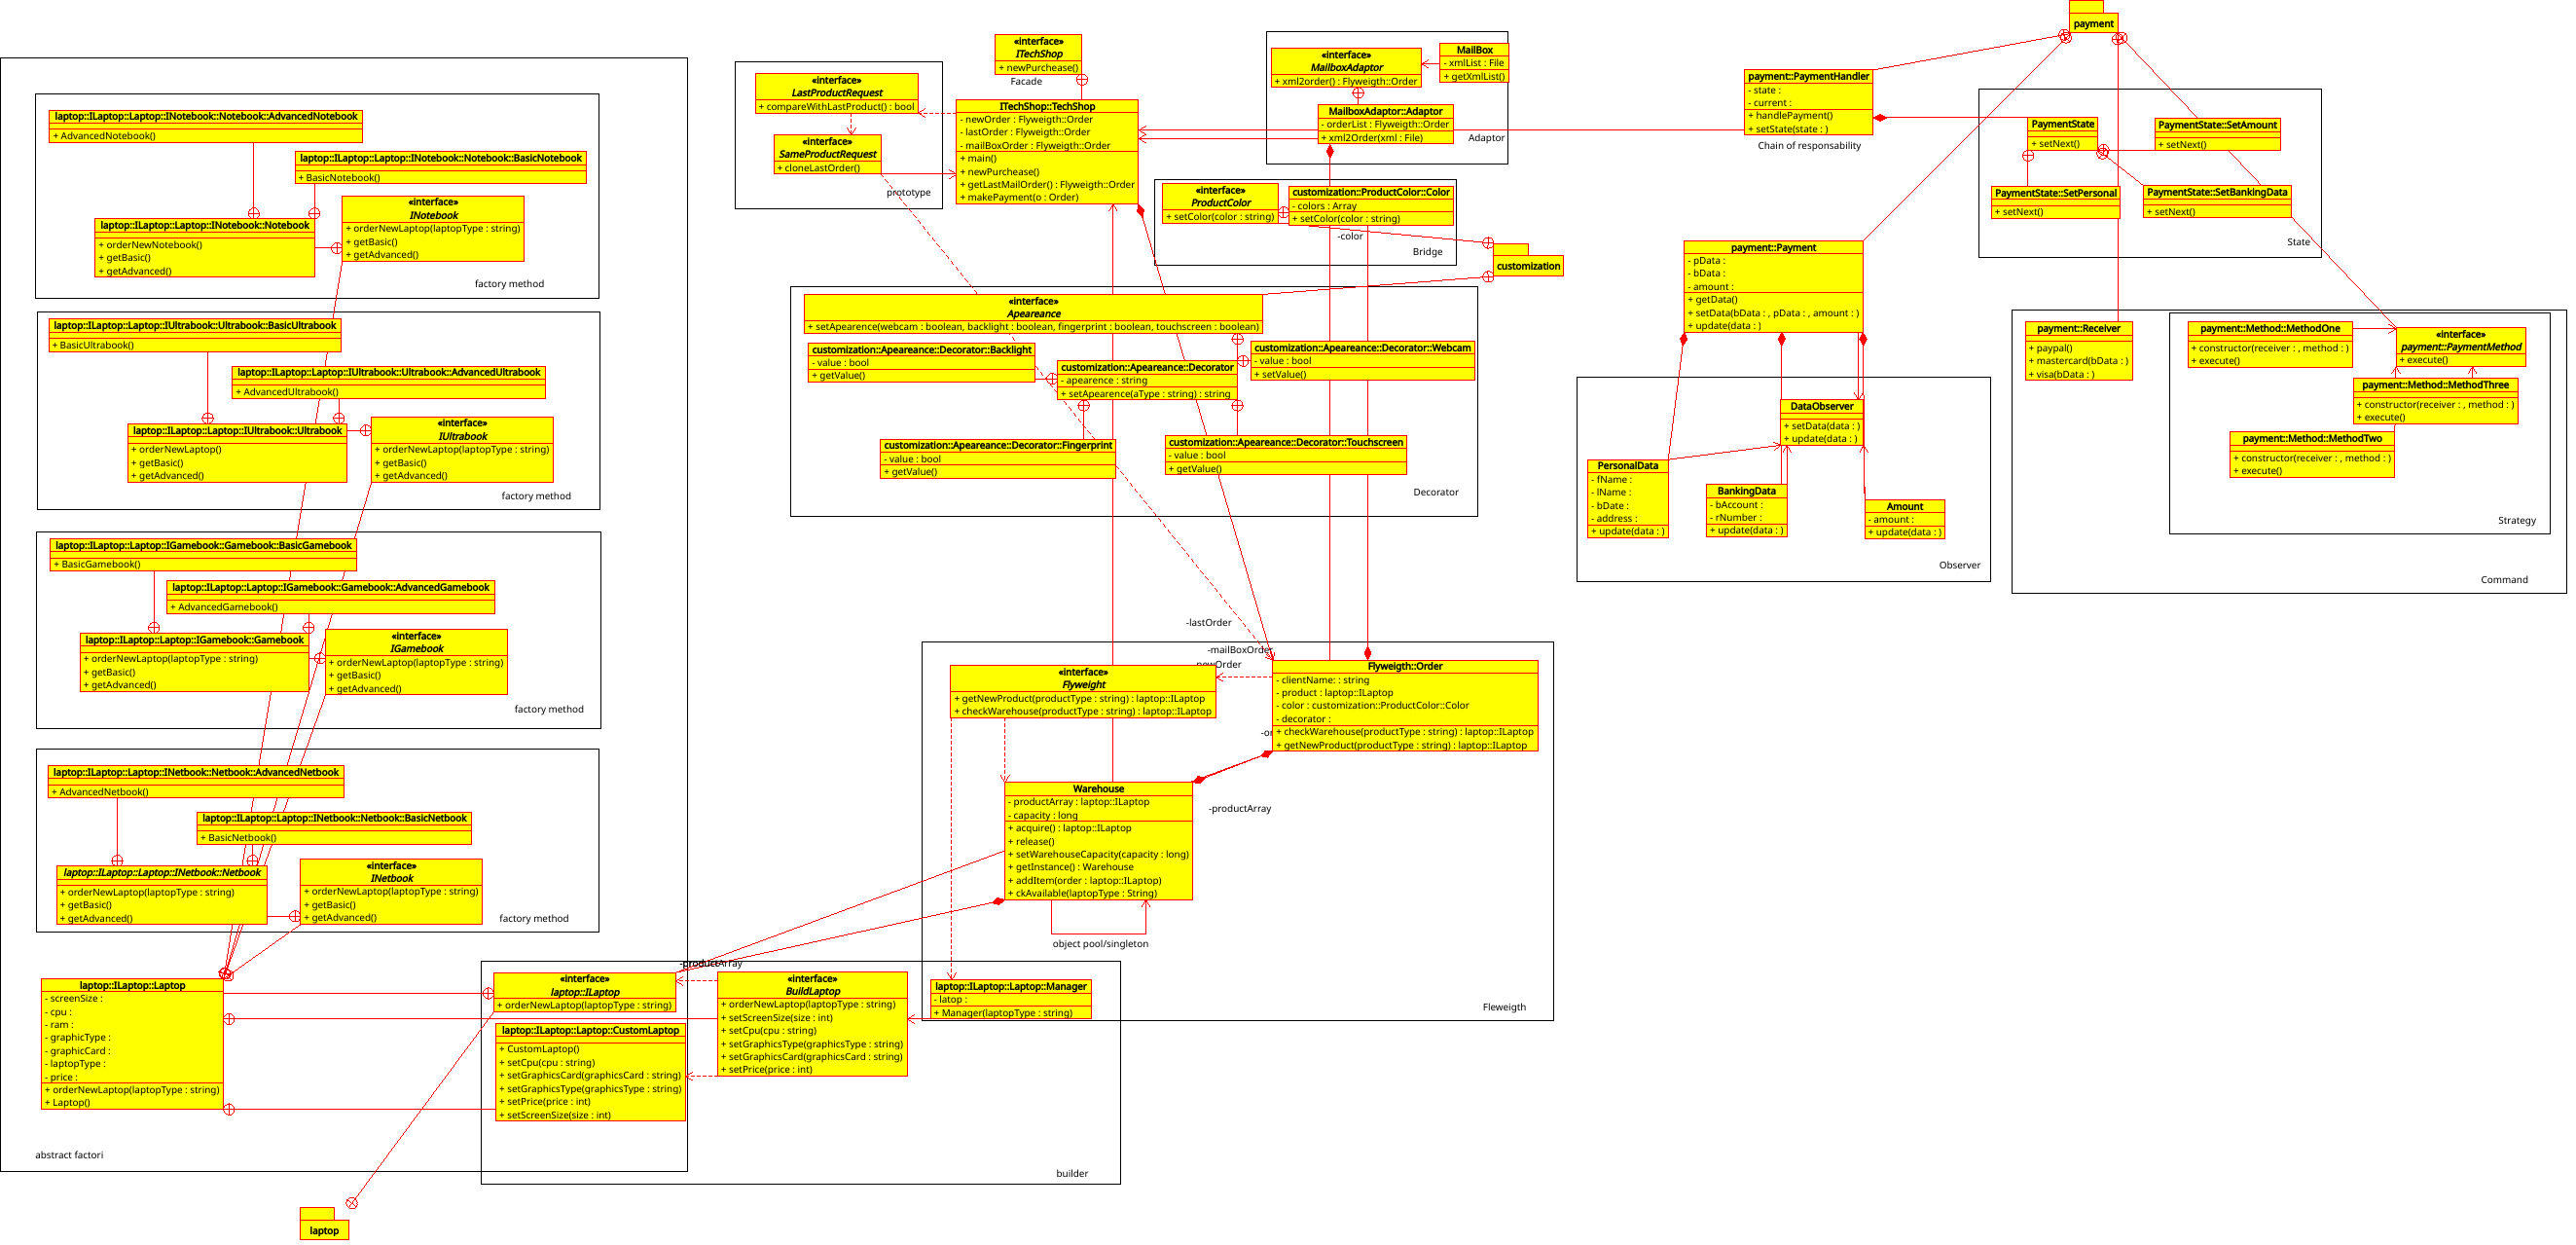 laptop::ILaptop::Laptop::INotebook::Notebook::AdvancedNotebook
+ AdvancedNotebook()
laptop::ILaptop::Laptop::INotebook::Notebook::BasicNotebook
+ BasicNotebook()
«interface»
INotebook
+ orderNewLaptop(laptopType : string)
+ getBasic()
+ getAdvanced()
laptop::ILaptop::Laptop::INotebook::Notebook
+ orderNewNotebook()
+ getBasic()
+ getAdvanced()
factory method
laptop::ILaptop::Laptop::IUltrabook::Ultrabook::BasicUltrabook
+ BasicUltrabook()
laptop::ILaptop::Laptop::IUltrabook::Ultrabook::AdvancedUltrabook
+ AdvancedUltrabook()
laptop::ILaptop::Laptop::IUltrabook::Ultrabook
+ orderNewLaptop()
+ getBasic()
+ getAdvanced()
«interface»
IUltrabook
+ orderNewLaptop(laptopType : string)
+ getBasic()
+ getAdvanced()
factory method
laptop::ILaptop::Laptop::IGamebook::Gamebook::BasicGamebook
+ BasicGamebook()
laptop::ILaptop::Laptop::IGamebook::Gamebook::AdvancedGamebook
+ AdvancedGamebook()
laptop::ILaptop::Laptop::IGamebook::Gamebook
+ orderNewLaptop(laptopType : string)
+ getBasic()
+ getAdvanced()
«interface»
IGamebook
+ orderNewLaptop(laptopType : string)
+ getBasic()
+ getAdvanced()
factory method
laptop::ILaptop::Laptop::INetbook::Netbook::AdvancedNetbook
+ AdvancedNetbook()
laptop::ILaptop::Laptop::INetbook::Netbook::BasicNetbook
+ BasicNetbook()
laptop::ILaptop::Laptop::INetbook::Netbook
+ orderNewLaptop(laptopType : string)
+ getBasic()
+ getAdvanced()
«interface»
INetbook
+ orderNewLaptop(laptopType : string)
+ getBasic()
+ getAdvanced()
factory method
laptop::ILaptop::Laptop
- screenSize :
- cpu :
- ram :
- graphicType :
- graphicCard :
- laptopType :
- price :
+ orderNewLaptop(laptopType : string)
+ Laptop()
abstract factori
laptop
«interface»
laptop::ILaptop
+ orderNewLaptop(laptopType : string)
laptop::ILaptop::Laptop::CustomLaptop
+ CustomLaptop()
+ setCpu(cpu : string)
+ setGraphicsCard(graphicsCard : string)
+ setGraphicsType(graphicsType : string)
+ setPrice(price : int)
+ setScreenSize(size : int)
-productArray
«interface»
BuildLaptop
+ orderNewLaptop(laptopType : string)
+ setScreenSize(size : int)
+ setCpu(cpu : string)
+ setGraphicsType(graphicsType : string)
+ setGraphicsCard(graphicsCard : string)
+ setPrice(price : int)
builder
«interface»
LastProductRequest
+ compareWithLastProduct() : bool
«interface»
SameProductRequest
+ cloneLastOrder()
prototype
«interface»
ITechShop
+ newPurchease()
Facade
ITechShop::TechShop
- newOrder : Flyweigth::Order
- lastOrder : Flyweigth::Order
- mailBoxOrder : Flyweigth::Order
+ main()
+ newPurchease()
+ getLastMailOrder() : Flyweigth::Order
+ makePayment(o : Order)
«interface»
MailboxAdaptor
+ xml2order() : Flyweigth::Order
MailBox
- xmlList : File
+ getXmlList()
MailboxAdaptor::Adaptor
- orderList : Flyweigth::Order
+ xml2Order(xml : File)
Adaptor
«interface»
ProductColor
+ setColor(color : string)
customization::ProductColor::Color
- colors : Array
+ setColor(color : string)
-color
Bridge
customization
«interface»
Apeareance
+ setApearence(webcam : boolean, backlight : boolean, fingerprint : boolean, touchscreen : boolean)
customization::Apeareance::Decorator::Backlight
- value : bool
+ getValue()
customization::Apeareance::Decorator
- apearence : string
+ setApearence(aType : string) : string
customization::Apeareance::Decorator::Webcam
- value : bool
+ setValue()
customization::Apeareance::Decorator::Fingerprint
- value : bool
+ getValue()
customization::Apeareance::Decorator::Touchscreen
- value : bool
+ getValue()
Decorator
-lastOrder
-mailBoxOrder
newOrder
«interface»
Flyweight
+ getNewProduct(productType : string) : laptop::ILaptop
+ checkWarehouse(productType : string) : laptop::ILaptop
Flyweigth::Order
- clientName: : string
- product : laptop::ILaptop
- color : customization::ProductColor::Color
- decorator :
+ checkWarehouse(productType : string) : laptop::ILaptop
+ getNewProduct(productType : string) : laptop::ILaptop
Warehouse
- productArray : laptop::ILaptop
- capacity : long
+ acquire() : laptop::ILaptop
+ release()
+ setWarehouseCapacity(capacity : long)
+ getInstance() : Warehouse
+ addItem(order : laptop::ILaptop)
+ ckAvailable(laptopType : String)
-productArray
object pool/singleton
laptop::ILaptop::Laptop::Manager
- latop :
+ Manager(laptopType : string)
Fleweigth
payment
payment::PaymentHandler
- state :
- current :
+ handlePayment()
+ setState(state : )
Chain of responsability
PaymentState
+ setNext()
PaymentState::SetAmount
+ setNext()
PaymentState::SetPersonal
+ setNext()
PaymentState::SetBankingData
+ setNext()
State
payment::Payment
- pData :
- bData :
- amount :
+ getData()
+ setData(bData : , pData : , amount : )
+ update(data : )
DataObserver
+ setData(data : )
+ update(data : )
PersonalData
- fName :
- lName :
- bDate :
- address :
+ update(data : )
BankingData
- bAccount :
- rNumber :
+ update(data : )
Amount
- amount :
+ update(data : )
Observer
payment::Receiver
+ paypal()
+ mastercard(bData : )
+ visa(bData : )
payment::Method::MethodOne
+ constructor(receiver : , method : )
+ execute()
«interface»
payment::PaymentMethod
+ execute()
payment::Method::MethodThree
+ constructor(receiver : , method : )
+ execute()
payment::Method::MethodTwo
+ constructor(receiver : , method : )
+ execute()
Strategy
Command